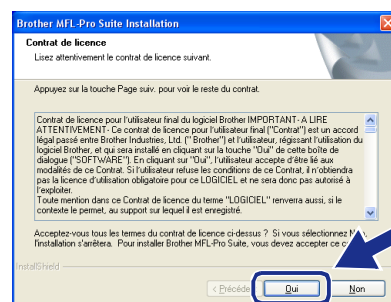 Brother MFL-Pro Suite Installation
Contrat de licence
Lisez attentivement le contrat de licence suivant.
Appuyez sur la touche Page suiv. pour voir le reste du contrat.
Contrat de licence pour l'utilisateur final du logiciel Brother IMPORTANT- A LIRE
ATTENTIVEMENT- Ce contrat de licence pour l'utilisateur final ("Contrat") est un accord
légal passé entre Brother Industries, Ltd. (" Brother") et l'utilisateur, régissant l'utilisation du
logiciel Brother, et qui sera installé en cliquant sur la touche "Oui" de cette boîte de
dialogue ("SOFTWARE"). En cliquant sur "Oui", l'utilisateur accepte d'être lié aux
modalités de ce Contrat. Si l'utilisateur refuse les conditions de ce Contrat, il n'obtiendra
pas la licence d'utilisation obligatoire pour ce LOGICIEL et ne sera donc pas autorisé à
l'exploiter.
Toute mention dans ce Contrat de licence du terme "LOGICIEL" renverra aussi, si le
contexte le permet, au support sur lequel il est enregistré.
Acceptez-vous tous les termes du contrat de licence ci-dessus ? Si vous sélectionnez
l'installation s'arrêtera. Pour installer Brother MFL-Pro Suite, vous devez accepter ce
InstallShield
< Précéde
Oui
Non